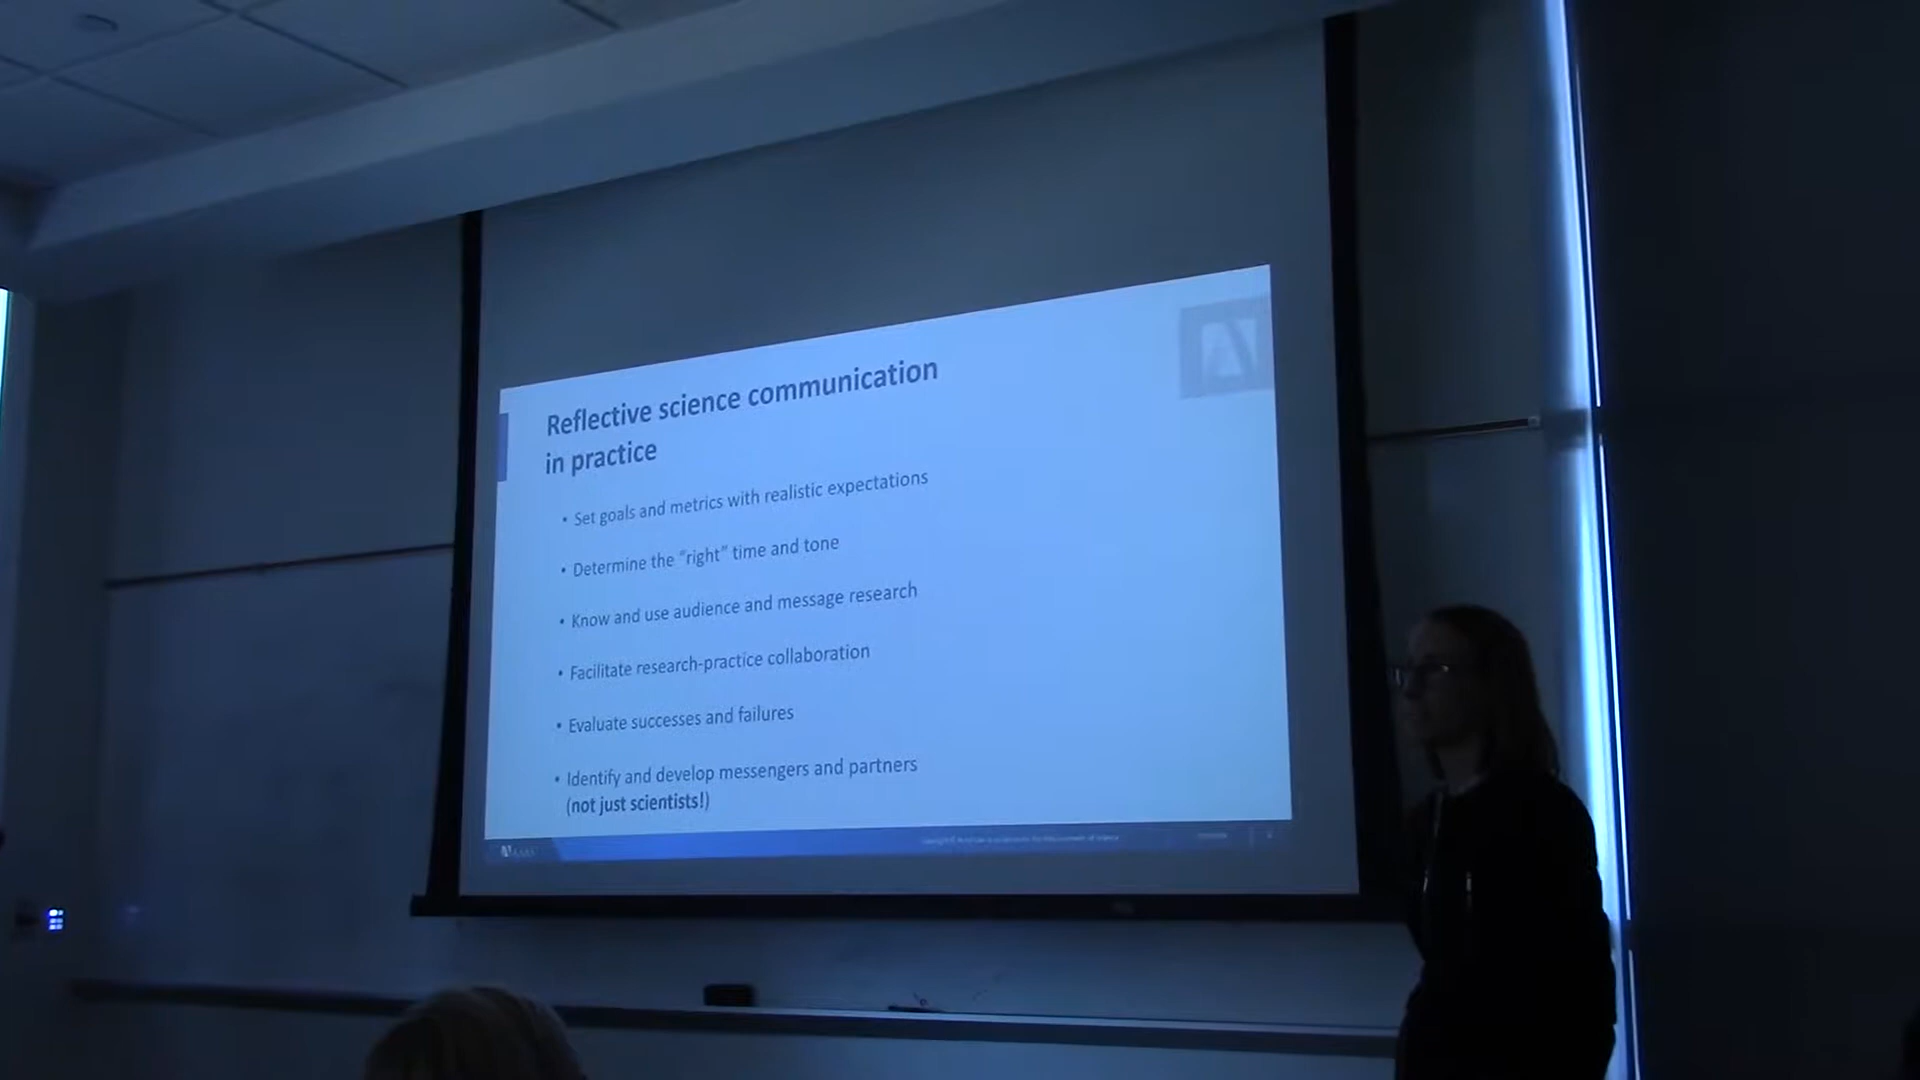 Reflective science communication
in practice
• Set goals and metrics with realistic expectations
• Determine the “right” time and tone
• Know and use audience and message research
• Facilitate research-practice collaboration
• Evaluate successes and failures
• Identify and develop messengers and partners
(not just scientists!)
AAAS